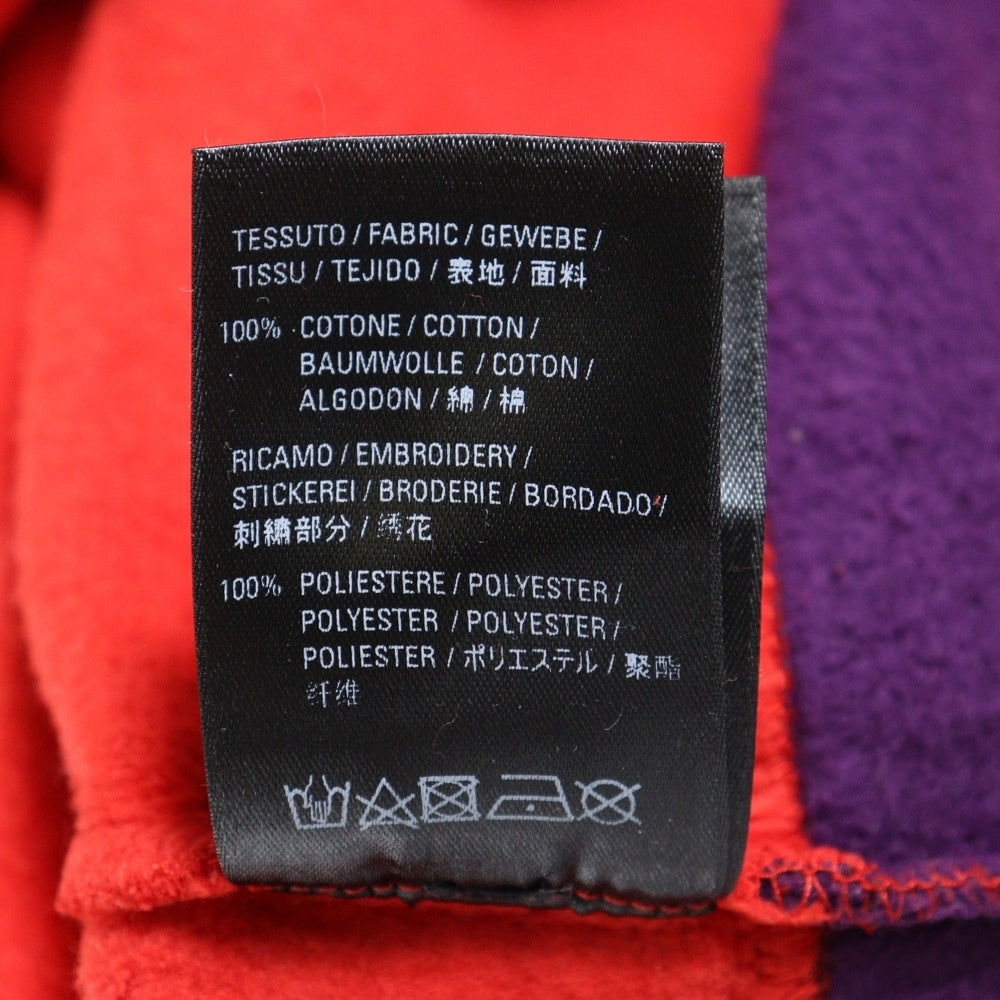 TESSUTO / FABRIC / GEWEBE /
TISSU / TEJIDO / 表地 / 面料
100% COTONE / COTTON /
BAUMWOLLE / COTON /
ALGODON / 綿 / 棉
RICAMO / EMBROIDERY /
STICKEREI / BRODERIE / BORDADO /
刺繍部分 / 绣花
100% POLIESTERE / POLYESTER /
POLYESTER / POLYESTER /
POLIESTER / ポリエステル / 聚酯
纤维